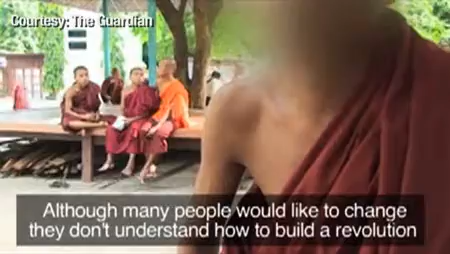 Courtesy: The Guardian
Although many people would like to change
they don't understand how to build a revolution